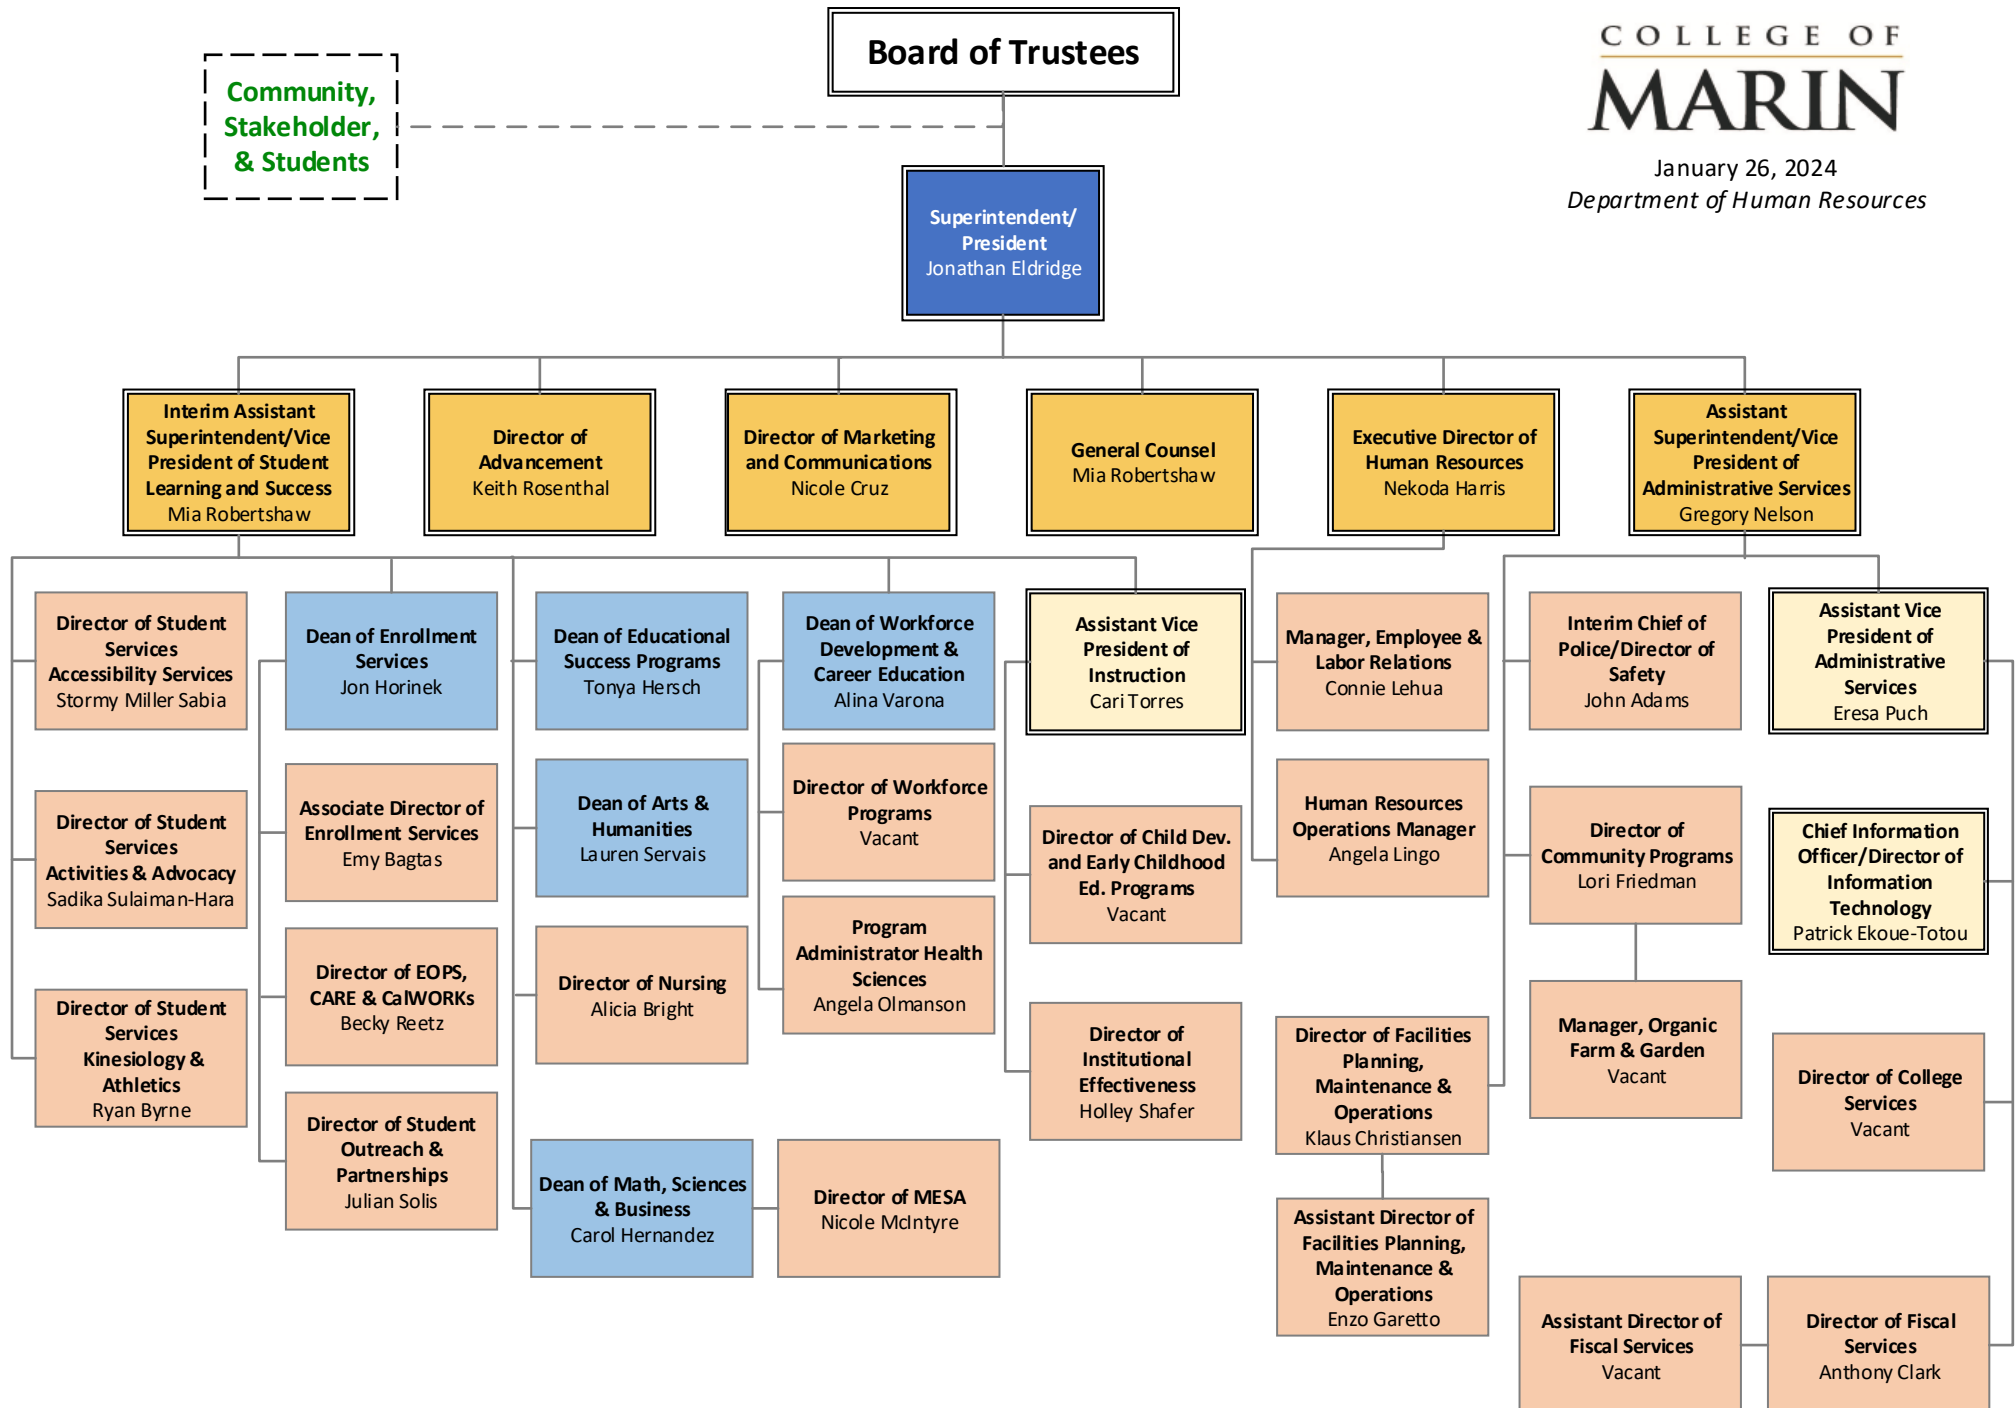 Board of Trustees
COLLEGE OF
MARIN
January 26, 2024
Department of Human Resources
Community,
Stakeholder,
& Students
Superintendent/
President
Jonathan Eldridge
Interim Assistant
Superintendent/Vice
President of Student
Learning and Success
Mia Robertshaw
Director of
Advancement
Keith Rosenthal
Director of Marketing
and Communications
Nicole Cruz
General Counsel
Mia Robertshaw
Executive Director of
Human Resources
Nekoda Harris
Assistant
Superintendent/Vice
President of
Administrative Services
Gregory Nelson
Director of Student
Services
Accessibility Services
Stormy Miller Sabia
Dean of Enrollment
Services
Jon Horinek
Dean of Educational
Success Programs
Tonya Hersch
Dean of Workforce
Development &
Career Education
Alina Varona
Assistant Vice
President of
Instruction
Cari Torres
Manager, Employee &
Labor Relations
Connie Lehua
Interim Chief of
Police/Director of
Safety
John Adams
Assistant Vice
President of
Administrative
Services
Eresa Puch
Director of Student
Services
Activities & Advocacy
Sadika Sulaiman-Hara
Associate Director of
Enrollment Services
Emy Bagtas
Dean of Arts &
Humanities
Lauren Servais
Director of Workforce
Programs
Vacant
Director of Child Dev.
and Early Childhood
Ed. Programs
Vacant
Human Resources
Operations Manager
Angela Lingo
Director of
Community Programs
Lori Friedman
Chief Information
Officer/Director of
Information
Technology
Patrick Ekoue-Totou
Director of Student
Services
Kinesiology &
Athletics
Ryan Byrne
Director of EOPS,
CARE & CalWORKs
Becky Reetz
Director of Nursing
Alicia Bright
Program
Administrator Health
Sciences
Angela Olmanson
Director of
Institutional
Effectiveness
Holley Shafer
Director of Facilities
Planning,
Maintenance &
Operations
Klaus Christiansen
Manager, Organic
Farm & Garden
Vacant
Director of College
Services
Vacant
Director of Student
Outreach &
Partnerships
Julian Solis
Dean of Math, Sciences
& Business
Carol Hernandez
Director of MESA
Nicole McIntyre
Assistant Director of
Facilities Planning,
Maintenance &
Operations
Enzo Garetto
Assistant Director of
Fiscal Services
Vacant
Director of Fiscal
Services
Anthony Clark